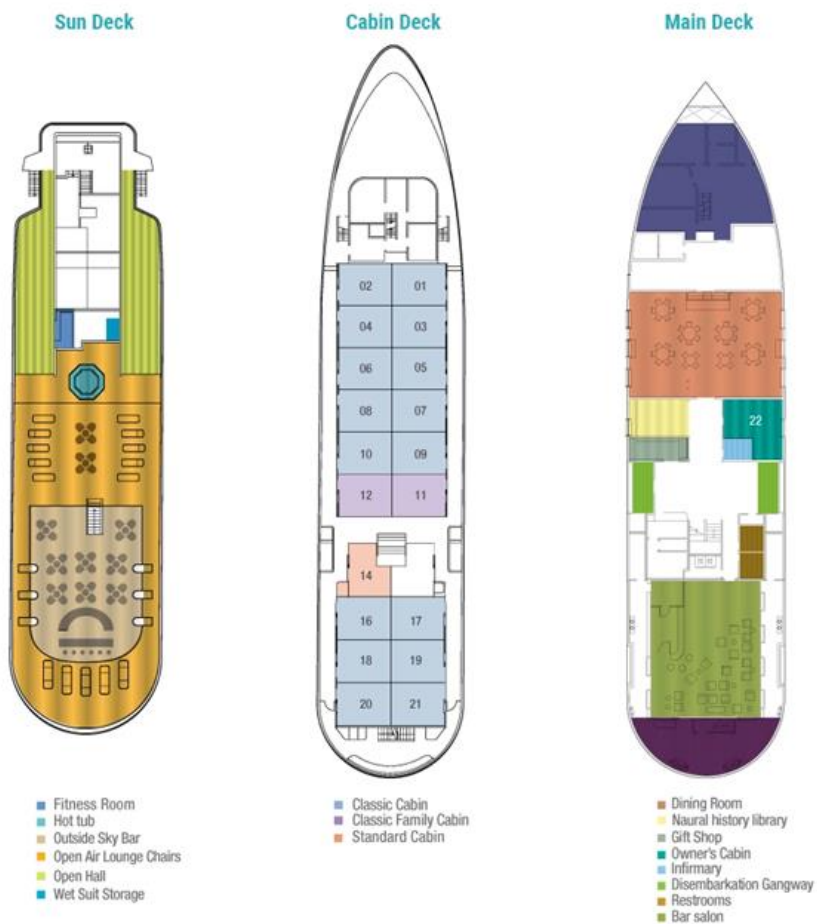 Sun Deck
Cabin Deck
Main Deck
02 01
04 03
06 05
08 07
10 09
12 11
14
16 17
18 19
20 21
22
Fitness Room
Hot tub
Outside Sky Bar
Open Air Lounge Chairs
Open Hall
Wet Suit Storage
Classic Cabin
Classic Family Cabin
Standard Cabin
Dining Room
Naural history library
Gift Shop
Owner's Cabin
Infirmary
Disembarkation Gangway
Restrooms
Bar salon